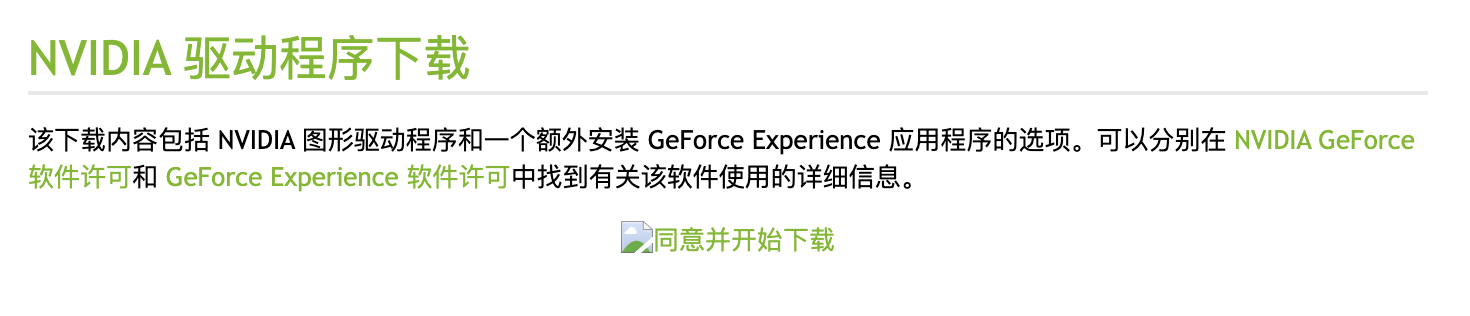 NVIDIA 驱动程序下载
该下载内容包括 NVIDIA 图形驱动程序和一个额外安装 GeForce Experience 应用程序的选项。可以分别在 NVIDIA GeForce
软件许可和 GeForce Experience 软件许可中找到有关该软件使用的详细信息。
同意并开始下载